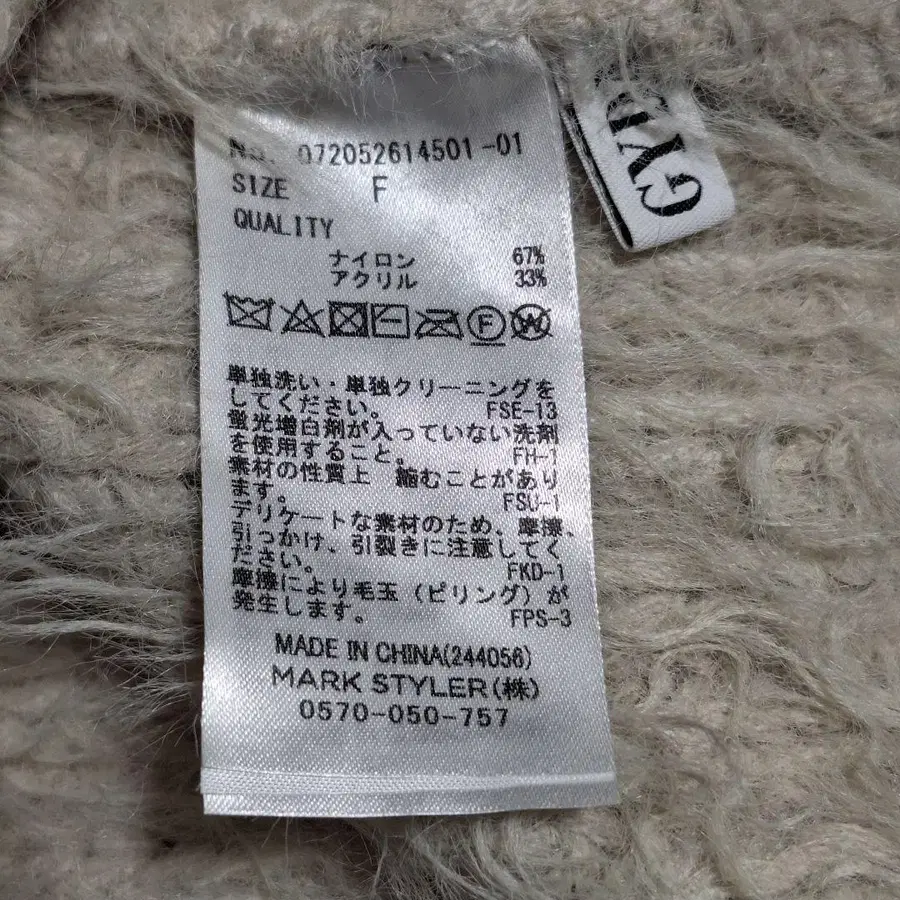 No. 072052614501-01
SIZE F
QUALITY
ナイロン 67%
アクリル 33%
F W
単独洗い・単独クリーニングを
してください。 FSE-13
蛍光増白剤が入っていない洗剤
を使用すること。 FH-1
素材の性質上 縮むことがあり
ます。 FSU-1
デリケートな素材のため、摩擦、
引っかけ、引裂きに注意してく
ださい。 FKD-1
摩擦により毛玉（ピリング）が
発生します。 FPS-3
MADE IN CHINA(244056)
MARK STYLER(株)
0570-050-757
GY